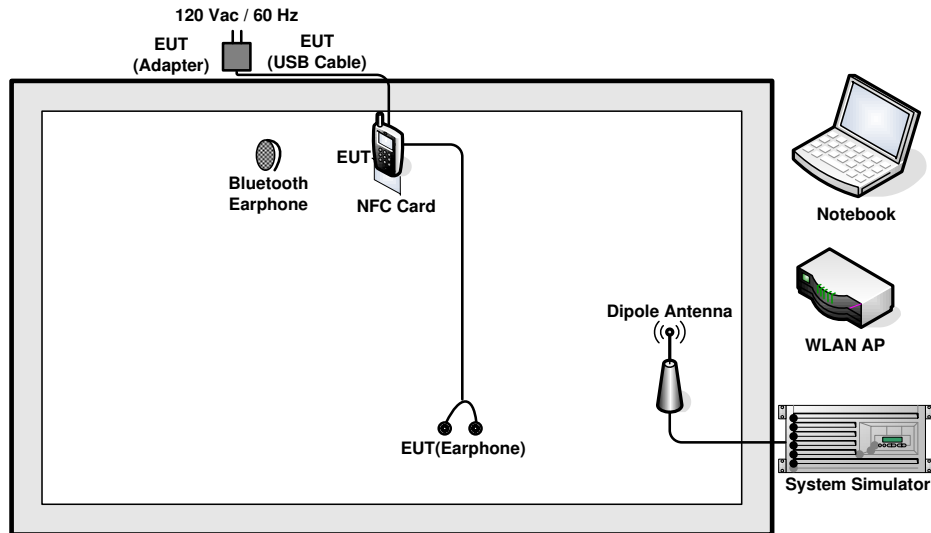 120 Vac / 60 Hz
EUT
(Adapter)
EUT
(USB Cable)
EUT
Bluetooth
Earphone
NFC Card
Notebook
Dipole Antenna
WLAN AP
EUT(Earphone)
System Simulator